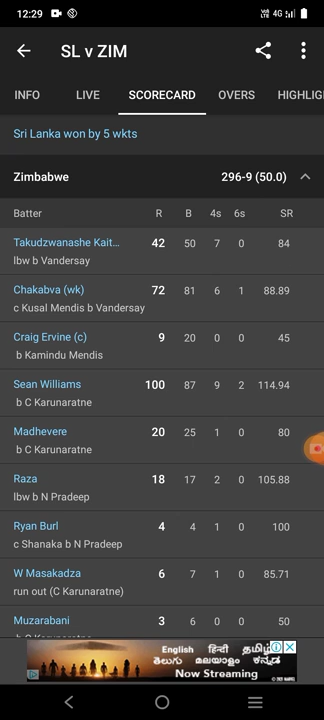 12:29 VoI LTE 4G
SL v ZIM
INFO LIVE SCORECARD OVERS HIGHLIG
Sri Lanka won by 5 wkts
Zimbabwe 296-9 (50.0)
Batter R B 4s 6s SR
Takudzwanashe Kait... 42 50 7 0 84
lbw b Vandersay
Chakabva (wk) 72 81 6 1 88.89
c Kusal Mendis b Vandersay
Craig Ervine (c) 9 20 0 0 45
b Kamindu Mendis
Sean Williams 100 87 9 2 114.94
b C Karunaratne
Madhevere 20 25 1 0 80
b C Karunaratne
Raza 18 17 2 0 105.88
lbw b N Pradeep
Ryan Burl 4 4 1 0 100
c Shanaka b N Pradeep
W Masakadza 6 7 1 0 85.71
run out (C Karunaratne)
Muzarabani 3 6 0 0 50
b C Karunaratne
English हिन्दी தமிழ்
తెలుగు മലയാളം ಕನ್ನಡ
Now Streaming